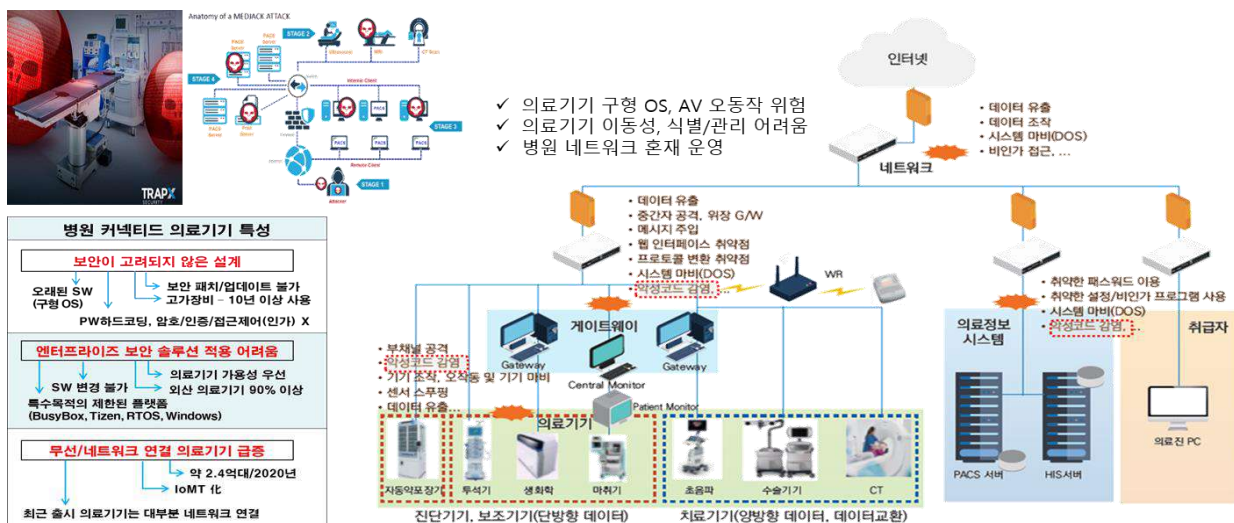 Anatomy of a MEDJACK ATTACK
STAGE 2
PACS Server
PACS Server
Ultrasound
MRI
CT Scan
STAGE 4
Switch
Internal Client
PACS
PACS Server
STAGE 3
Firewall
PACS
PACS
PACS
Internet
Remote Client
STAGE 1
Attacker
TRAPX
SECURITY
✓ 의료기기 구형 OS, AV 오동작 위험
✓ 의료기기 이동성, 식별/관리 어려움
✓ 병원 네트워크 혼재 운영
병원 커넥티드 의료기기 특성
보안이 고려되지 않은 설계
오래된 SW
(구형 OS)
보안 패치/업데이트 불가
고가장비 – 10년 이상 사용
PW하드코딩, 암호/인증/접근제어(인가) X
엔터프라이즈 보안 솔루션 적용 어려움
의료기기 가용성 우선
SW 변경 불가
외산 의료기기 90% 이상
특수목적의 제한된 플랫폼
(BusyBox, Tizen, RTOS, Windows)
무선/네트워크 연결 의료기기 급증
약 2.4억대/2020년
IoMT 化
최근 출시 의료기기는 대부분 네트워크 연결
인터넷
• 데이터 유출
• 데이터 조작
• 시스템 마비(DOS)
• 비인가 접근, ...
네트워크
• 데이터 유출
• 중간자 공격, 위장 G/W
• 메시지 주입
• 웹 인터페이스 취약점
• 프로토콜 변환 취약점
• 시스템 마비(DOS)
• 악성코드 감염, ...
WR
게이트웨이
Gateway
Central Monitor
Gateway
• 부채널 공격
• 악성코드 감염
• 기기 조작, 오작동 및 기기 마비
• 센서 스푸핑
• 데이터 유출...
Patient Monitor
의료기기
자동약포장기
투석기
생화학
마취기
초음파
수술기기
CT
진단기기, 보조기기(단방향 데이터)
치료기기(양방향 데이터, 데이터교환)
• 취약한 패스워드 이용
• 취약한 설정/비인가 프로그램 사용
• 시스템 마비(DOS)
• 악성코드 감염, ...
의료정보
시스템
PACS 서버
HIS서버
취급자
의료진 PC